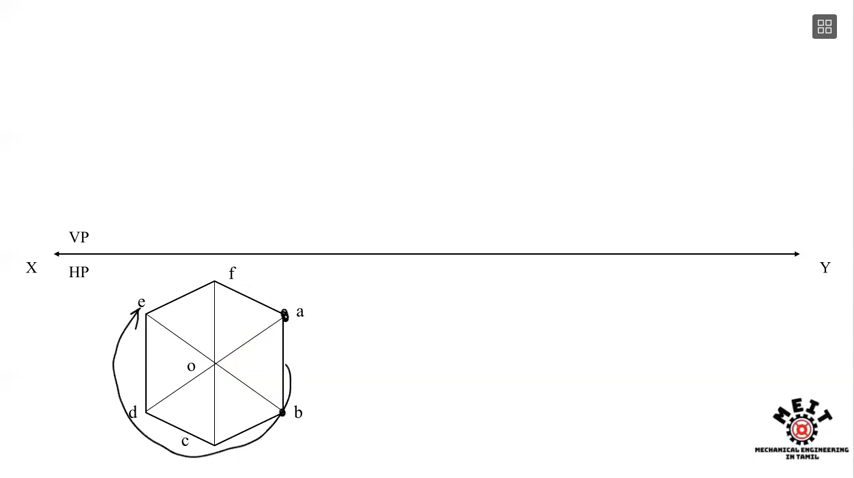 VP
X
Y
HP
f
e
a
o
d
b
c
MEIT
MECHANICAL ENGINEERING
IN TAMIL